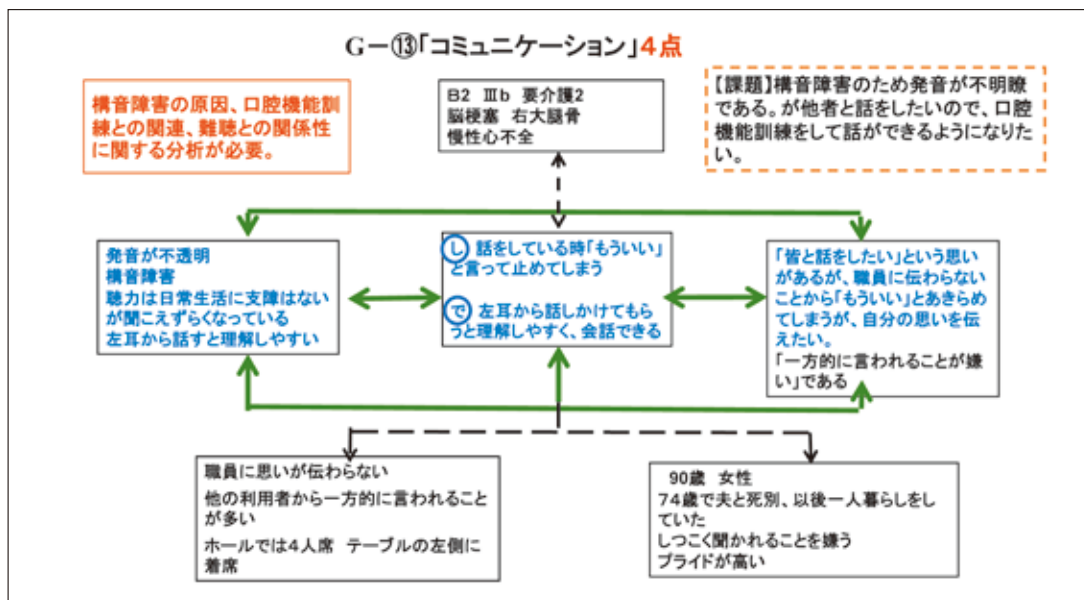 G－⑬「コミュニケーション」4点
構音障害の原因、口腔機能訓
練との関連、難聴との関係性
に関する分析が必要。
B2　Ⅲb　要介護2
脳梗塞　右大腿骨
慢性心不全
【課題】構音障害のため発音が不明瞭
である。が他者と話をしたいので、口腔
機能訓練をして話ができるようになりた
い。
発音が不透明
構音障害
聴力は日常生活に支障はない
が聞こえずらくなっている
左耳から話すと理解しやすい
し 話をしている時「もういい」
と言って止めてしまう
で 左耳から話しかけてもら
うと理解しやすく、会話できる
「皆と話をしたい」という思い
があるが、職員に伝わらない
ことから「もういい」とあきらめ
てしまうが、自分の思いを伝
えたい。
「一方的に言われることが嫌
い」である
職員に思いが伝わらない
他の利用者から一方的に言われること
が多い
ホールでは4人席　テーブルの左側に
着席
90歳　女性
74歳で夫と死別、以後一人暮らしをし
ていた
しつこく聞かれることを嫌う
プライドが高い